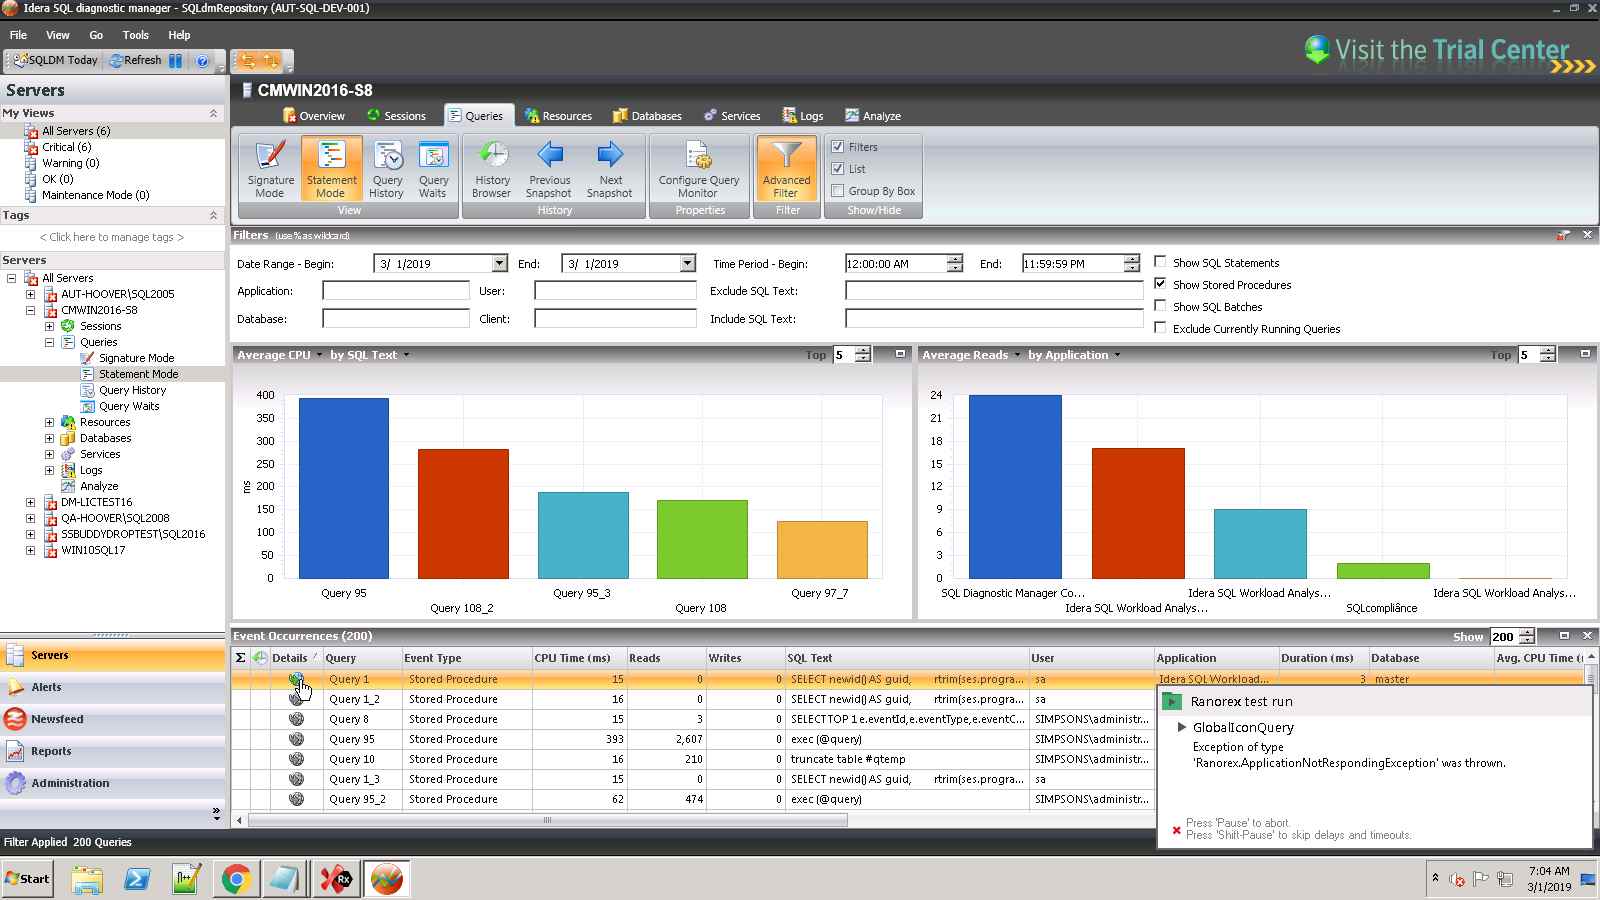 Idera SQL diagnostic manager - SQLdmRepository (AUT-SQL-DEV-001)
File View Go Tools Help
SQLDM Today Refresh
Visit the Trial Center
Servers
CMWIN2016-S8
My Views
All Servers (6)
Critical (6)
Warning (0)
OK (0)
Maintenance Mode (0)
Tags
< Click here to manage tags >
Servers
All Servers
AUT-HOOVER\SQL2005
CMWIN2016-S8
Sessions
Queries
Signature Mode
Statement Mode
Query History
Query Waits
Resources
Databases
Services
Logs
Analyze
DM-LICTEST16
QA-HOOVER\SQL2008
SSBUDDYDROPTEST\SQL2016
WIN10SQL17
Servers
Alerts
Newsfeed
Reports
Administration
Overview Sessions Queries Resources Databases Services Logs Analyze
Signature Mode
Statement Mode
Query History
Query Waits
View
History Browser
Previous Snapshot
Next Snapshot
History
Configure Query Monitor
Properties
Advanced Filter
Filter
Filters
List
Group By Box
Show/Hide
Filters (use % as wildcard)
Date Range - Begin: 3/ 1/2019 End: 3/ 1/2019 Time Period - Begin: 12:00:00 AM End: 11:59:59 PM Show SQL Statements
Application: User: Exclude SQL Text: Show Stored Procedures
Show SQL Batches
Database: Client: Include SQL Text: Exclude Currently Running Queries
Average CPU by SQL Text Top 5
400
350
300
250
200
150
100
50
0
ms
Query 95 Query 108_2 Query 95_3 Query 108 Query 97_7
Average Reads by Application Top 5
24
21
18
15
12
9
6
3
0
SQL Diagnostic Manager Co... Idera SQL Workload Analys... Idera SQL Workload Analys... SQLcompliânce Idera SQL Workload Analys...
Event Occurrences (200) Show 200
Σ Details Query Event Type CPU Time (ms) Reads Writes SQL Text User Application Duration (ms) Database Avg. CPU Time (
Query 1 Stored Procedure 15 0 0 SELECT newid() AS guid, rtrim(ses.progra... sa Idera SQL Workload... 3 master
Query 1_2 Stored Procedure 16 0 0 SELECT newid() AS guid, rtrim(ses.progra... sa
Query 8 Stored Procedure 15 3 0 SELECT TOP 1 e.eventId,e.eventType,e.eventC... SIMPSONS\administr...
Query 95 Stored Procedure 393 2,607 0 exec (@query) SIMPSONS\administr...
Query 10 Stored Procedure 16 210 0 truncate table #qtemp SIMPSONS\administr...
Query 1_3 Stored Procedure 15 0 0 SELECT newid() AS guid, rtrim(ses.progra... sa
Query 95_2 Stored Procedure 62 474 0 exec (@query) SIMPSONS\administr...
Ranorex test run
GlobalIconQuery
Exception of type
'Ranorex.ApplicationNotRespondingException' was thrown.
Press 'Pause' to abort.
Press 'Shift-Pause' to skip delays and timeouts.
Filter Applied 200 Queries
Start
7:04 AM
3/1/2019